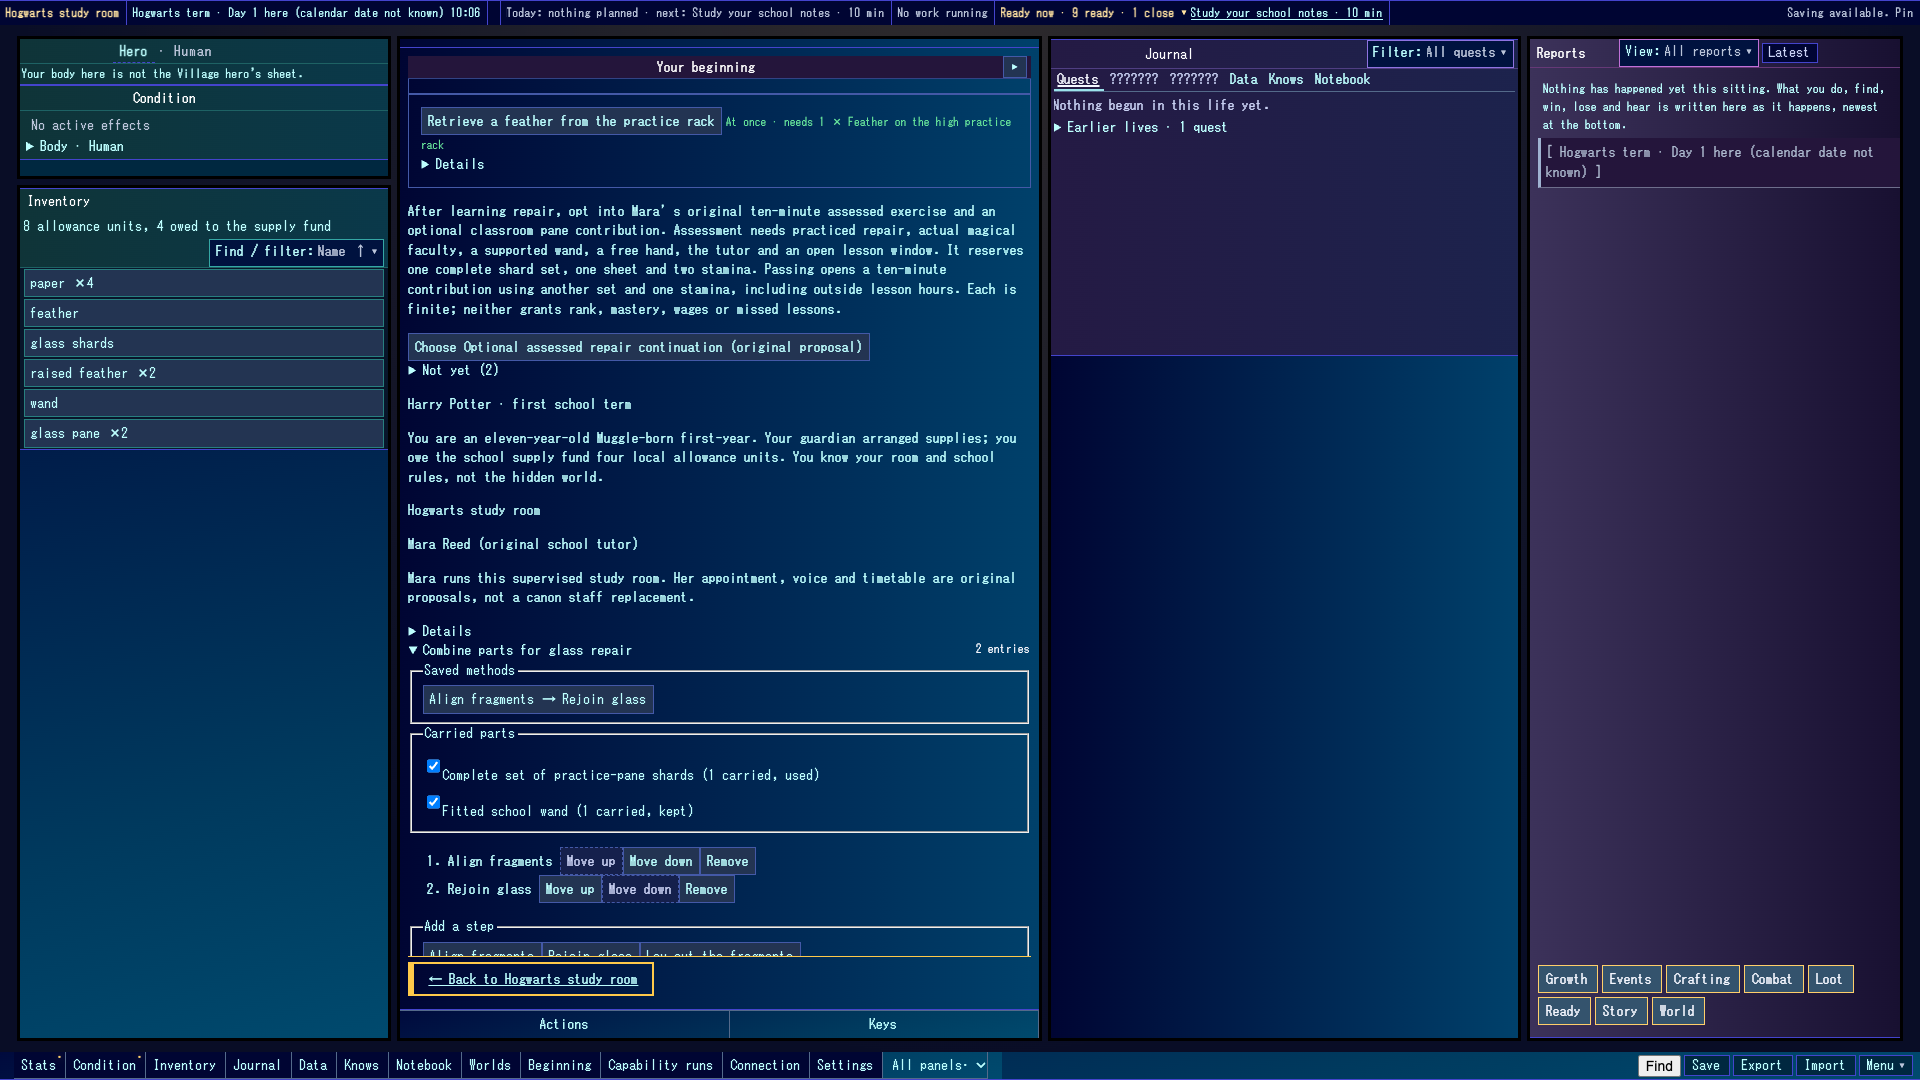 Hogwarts study room
Hogwarts term · Day 1 here (calendar date not known) 10:06
Today: nothing planned · next: Study your school notes · 10 min
No work running
Ready now · 9 ready · 1 close ▾
Study your school notes · 10 min
Saving available. Pin
Hero · Human
Your body here is not the Village hero's sheet.
Condition
No active effects
▶ Body · Human
Inventory
8 allowance units, 4 owed to the supply fund
Find / filter: Name ↑ ▾
paper ×4
feather
glass shards
raised feather ×2
wand
glass pane ×2
Your beginning
▶
Retrieve a feather from the practice rack At once · needs 1 × Feather on the high practice
rack
▶ Details
After learning repair, opt into Mara's original ten-minute assessed exercise and an
optional classroom pane contribution. Assessment needs practiced repair, actual magical
faculty, a supported wand, a free hand, the tutor and an open lesson window. It reserves
one complete shard set, one sheet and two stamina. Passing opens a ten-minute
contribution using another set and one stamina, including outside lesson hours. Each is
finite; neither grants rank, mastery, wages or missed lessons.
Choose Optional assessed repair continuation (original proposal)
▶ Not yet (2)
Harry Potter · first school term
You are an eleven-year-old Muggle-born first-year. Your guardian arranged supplies; you
owe the school supply fund four local allowance units. You know your room and school
rules, not the hidden world.
Hogwarts study room
Mara Reed (original school tutor)
Mara runs this supervised study room. Her appointment, voice and timetable are original
proposals, not a canon staff replacement.
▶ Details
▼ Combine parts for glass repair 2 entries
Saved methods
Align fragments → Rejoin glass
Carried parts
Complete set of practice-pane shards (1 carried, used)
Fitted school wand (1 carried, kept)
1. Align fragments Move up Move down Remove
2. Rejoin glass Move up Move down Remove
Add a step
Align fragments Rejoin glass Lay out the fragments
← Back to Hogwarts study room
Actions
Keys
Journal
Filter: All quests ▾
Quests ??????? ??????? Data Knows Notebook
Nothing begun in this life yet.
▶ Earlier lives · 1 quest
Reports
View: All reports ▾
Latest
Nothing has happened yet this sitting. What you do, find,
win, lose and hear is written here as it happens, newest
at the bottom.
[ Hogwarts term · Day 1 here (calendar date not
known) ]
Growth Events Crafting Combat Loot
Ready Story World
Stats Condition Inventory Journal Data Knows Notebook Worlds Beginning Capability runs Connection Settings All panels·
Find Save Export Import Menu ▾